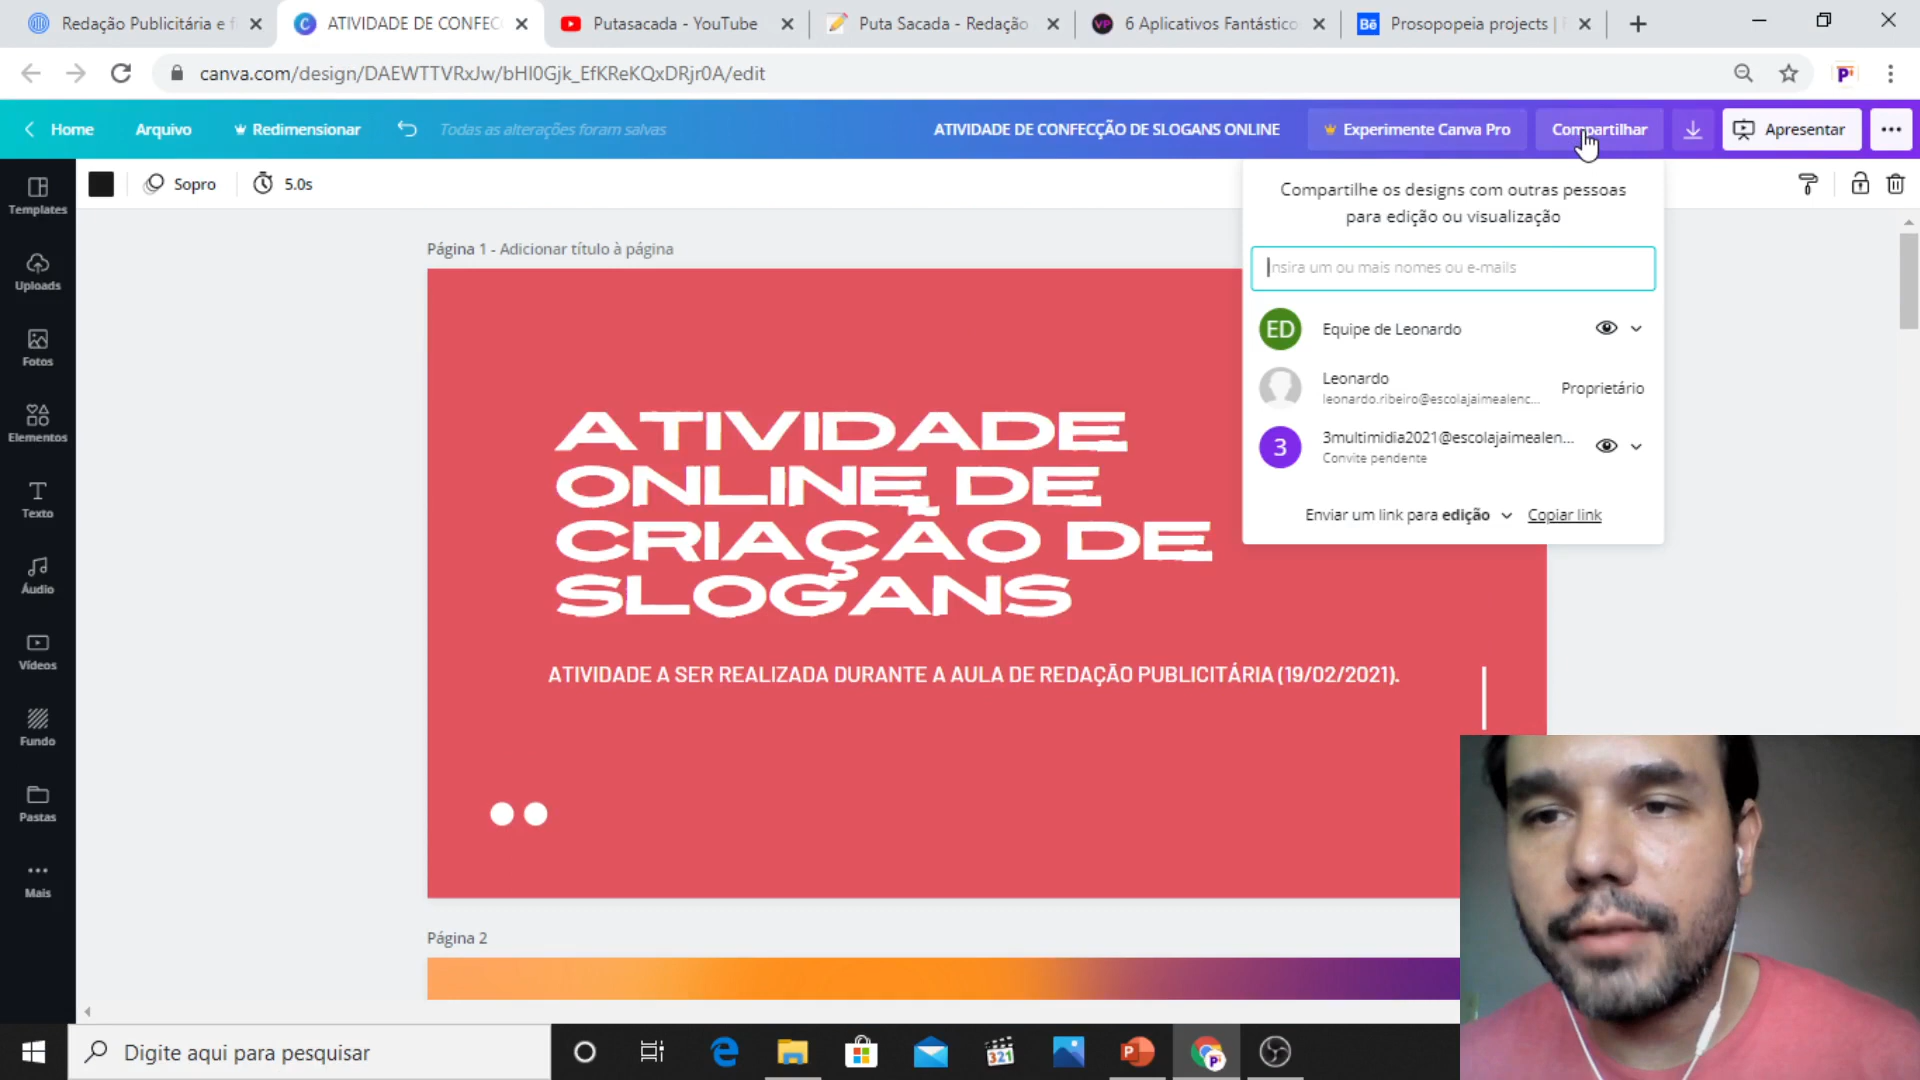 Redação Publicitária e f
ATIVIDADE DE CONFEC
Putasacada - YouTube
Puta Sacada - Redação
6 Aplicativos Fantástico
Prosopopeia projects |
canva.com/design/DAEWTTVRxJw/bHI0Gjk_EfKReKQxDRjr0A/edit
Home
Arquivo
Redimensionar
Todas as alterações foram salvas
ATIVIDADE DE CONFECÇÃO DE SLOGANS ONLINE
Experimente Canva Pro
Compartilhar
Apresentar
Sopro
5.0s
Templates
Uploads
Fotos
Elementos
Texto
Áudio
Vídeos
Fundo
Pastas
Mais
Página 1 - Adicionar título à página
ATIVIDADE
ONLINE DE
CRIAÇÃO DE
SLOGANS
ATIVIDADE A SER REALIZADA DURANTE A AULA DE REDAÇÃO PUBLICITÁRIA (19/02/2021).
Página 2
Compartilhe os designs com outras pessoas
para edição ou visualização
Insira um ou mais nomes ou e-mails
ED
Equipe de Leonardo
Leonardo
leonardo.ribeiro@escolajaimealenc...
Proprietário
3
3multimidia2021@escolajaimealen...
Convite pendente
Enviar um link para edição
Copiar link
Digite aqui para pesquisar